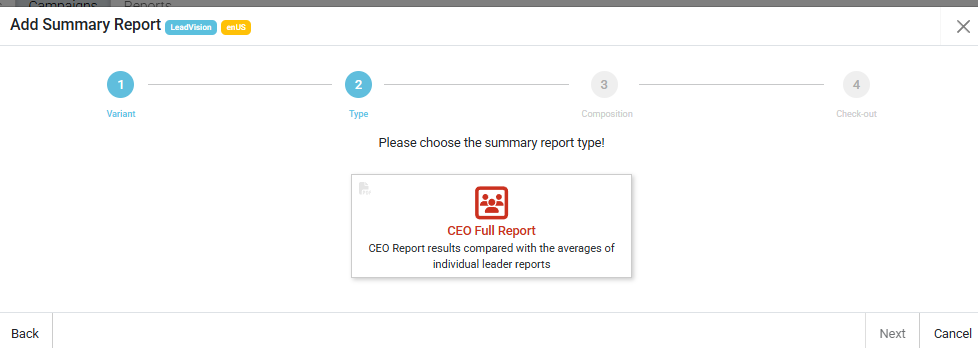 Campaigns Reports
Add Summary Report LeadVision enUS
1 2 3 4
Variant Type Composition Check-out
Please choose the summary report type!
CEO Full Report
CEO Report results compared with the averages of
individual leader reports
Back Next Cancel